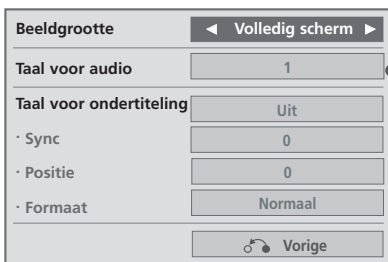 Beeldgrootte ◄ Volledig scherm ►
Taal voor audio 1
Taal voor ondertiteling Uit
· Sync 0
· Positie 0
· Formaat Normaal
Vorige